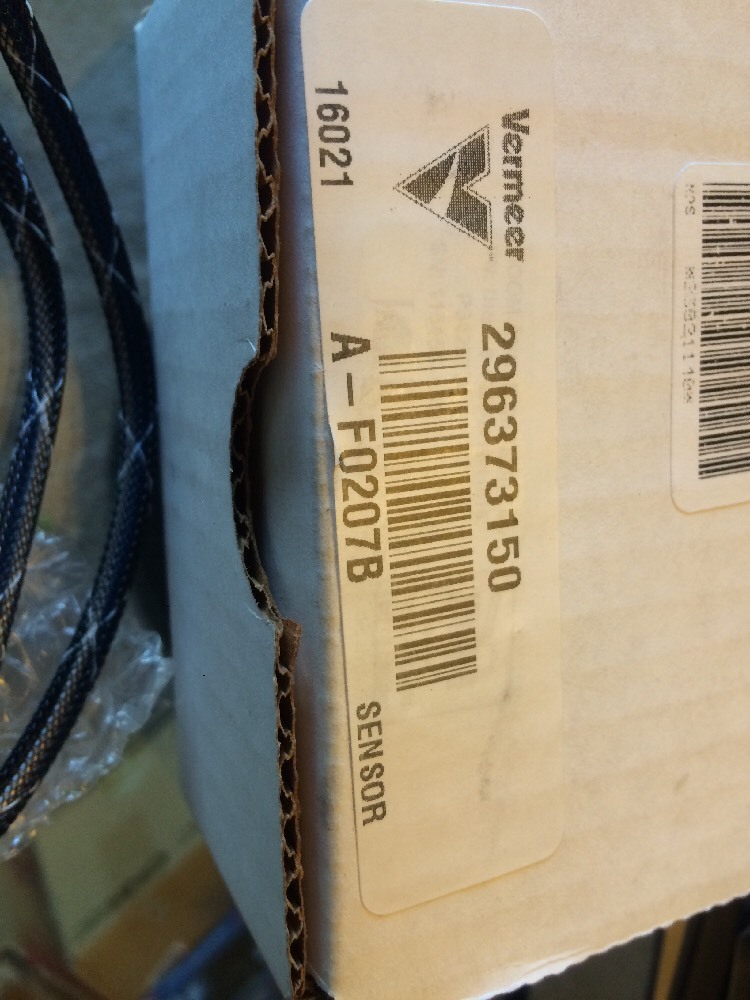 Vermeer
296373150
16021
A-F0207B
SENSOR